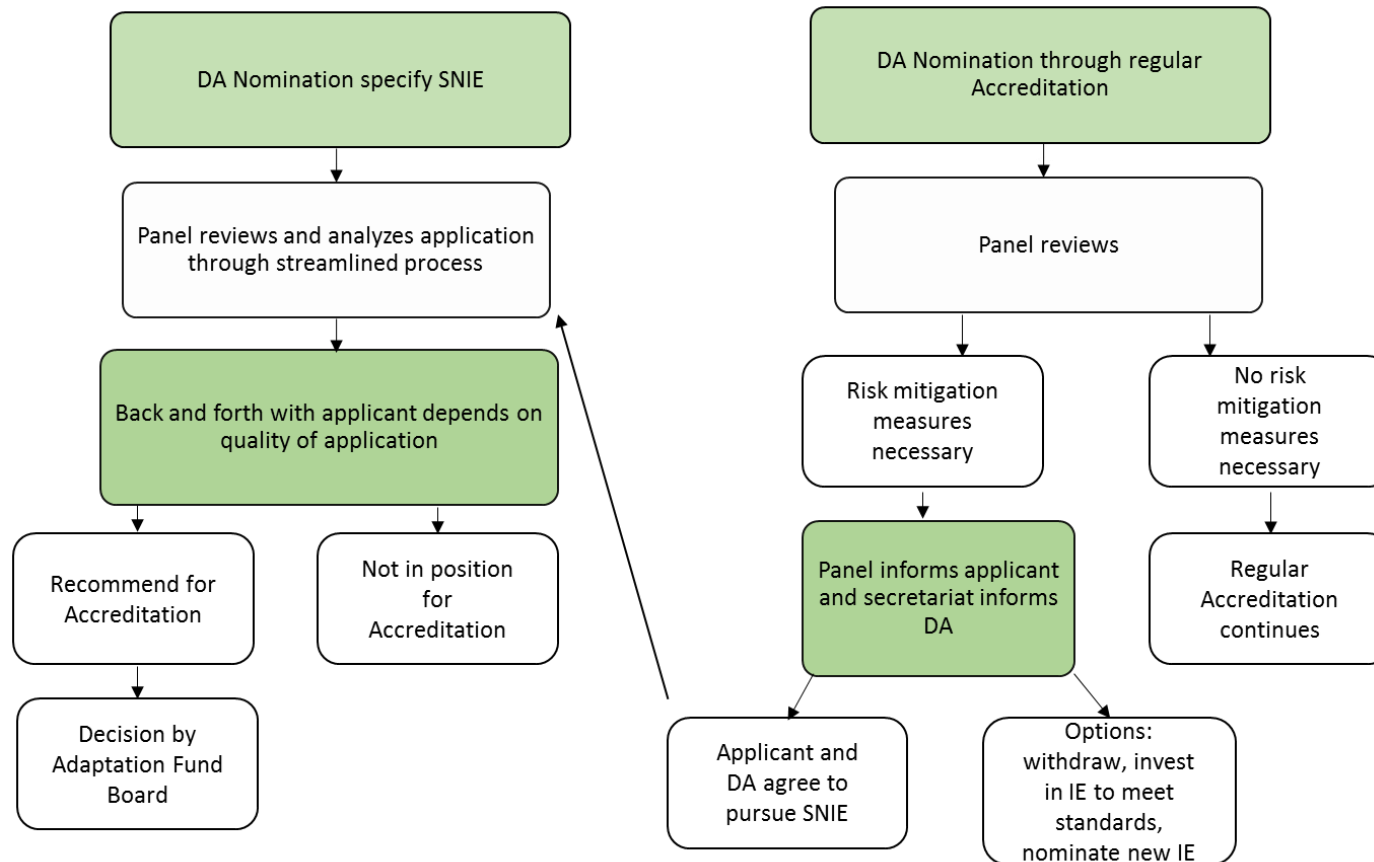 DA Nomination specify SNIE
Panel reviews and analyzes application
through streamlined process
Back and forth with applicant depends on
quality of application
Recommend for
Accreditation
Not in position
for
Accreditation
Decision by
Adaptation Fund
Board
DA Nomination through regular
Accreditation
Panel reviews
Risk mitigation
measures
necessary
No risk
mitigation
measures
necessary
Panel informs applicant
and secretariat informs
DA
Regular
Accreditation
continues
Applicant and
DA agree to
pursue SNIE
Options:
withdraw, invest
in IE to meet
standards,
nominate new IE